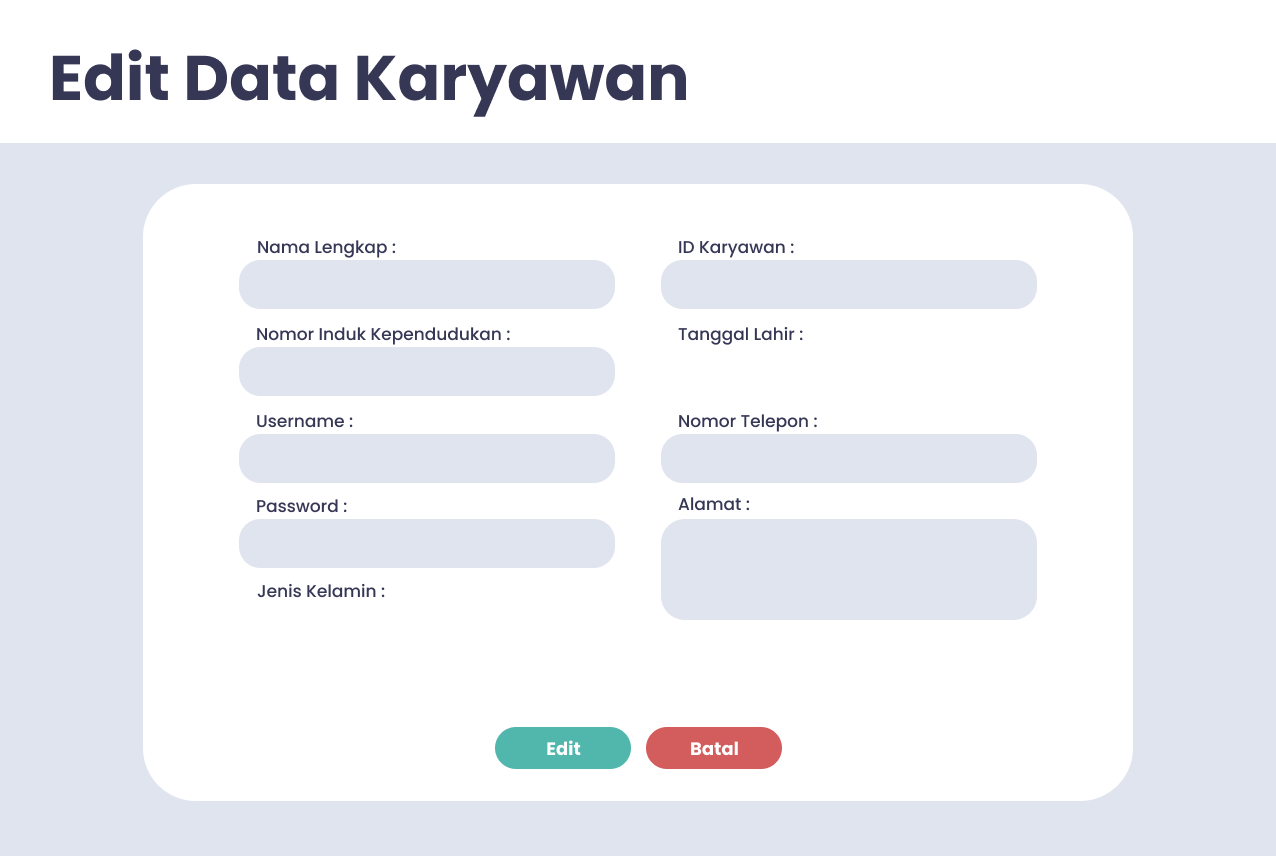 Edit Data Karyawan
Nama Lengkap :
ID Karyawan :
Nomor Induk Kependudukan :
Tanggal Lahir :
Username :
Nomor Telepon :
Password :
Alamat :
Jenis Kelamin :
Edit
Batal